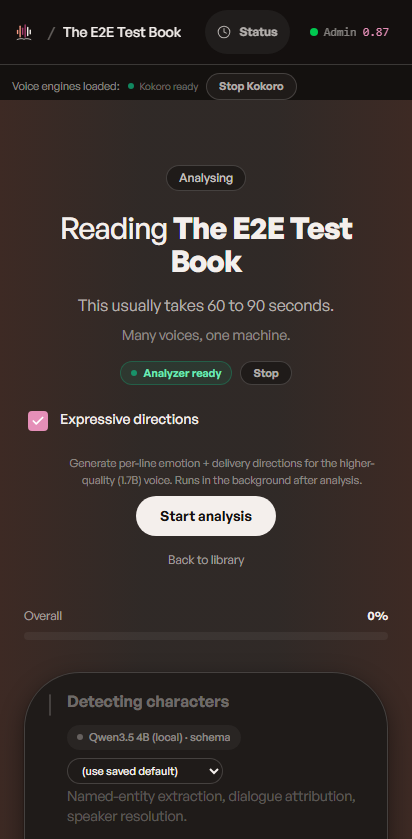 / The E2E Test Book Status Admin 0.87
Voice engines loaded: Kokoro ready Stop Kokoro
Analysing
Reading The E2E Test
Book
This usually takes 60 to 90 seconds.
Many voices, one machine.
Analyzer ready Stop
Expressive directions
Generate per-line emotion + delivery directions for the higher-
quality (1.7B) voice. Runs in the background after analysis.
Start analysis
Back to library
Overall 0%
Detecting characters
Qwen3.5 4B (local) · schema
(use saved default)
Named-entity extraction, dialogue attribution,
speaker resolution.